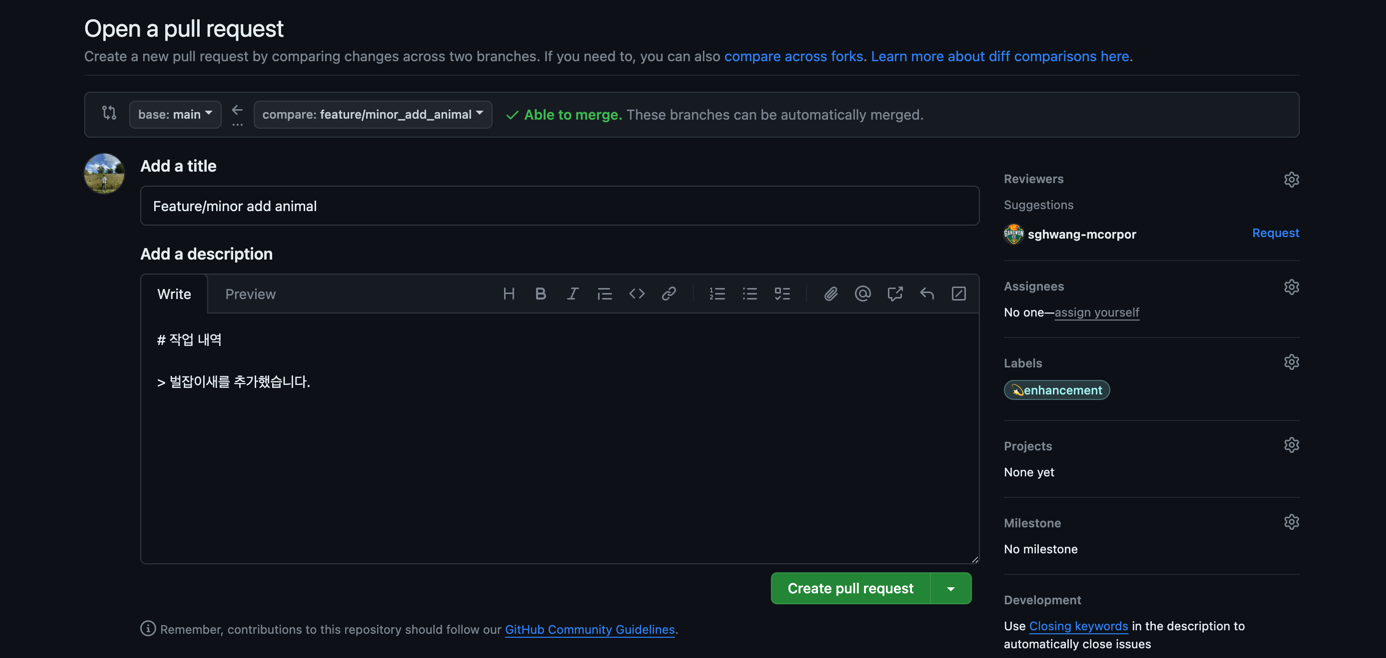 Open a pull request
Create a new pull request by comparing changes across two branches. If you need to, you can also compare across forks. Learn more about diff comparisons here.
base: main
compare: feature/minor_add_animal
Able to merge. These branches can be automatically merged.
Add a title
Feature/minor add animal
Add a description
Write
Preview
# 작업 내역
> 벌잡이새를 추가했습니다.
Create pull request
Remember, contributions to this repository should follow our GitHub Community Guidelines.
Reviewers
Suggestions
sghwang-mcorpor
Request
Assignees
No one—assign yourself
Labels
💫enhancement
Projects
None yet
Milestone
No milestone
Development
Use Closing keywords in the description to
automatically close issues